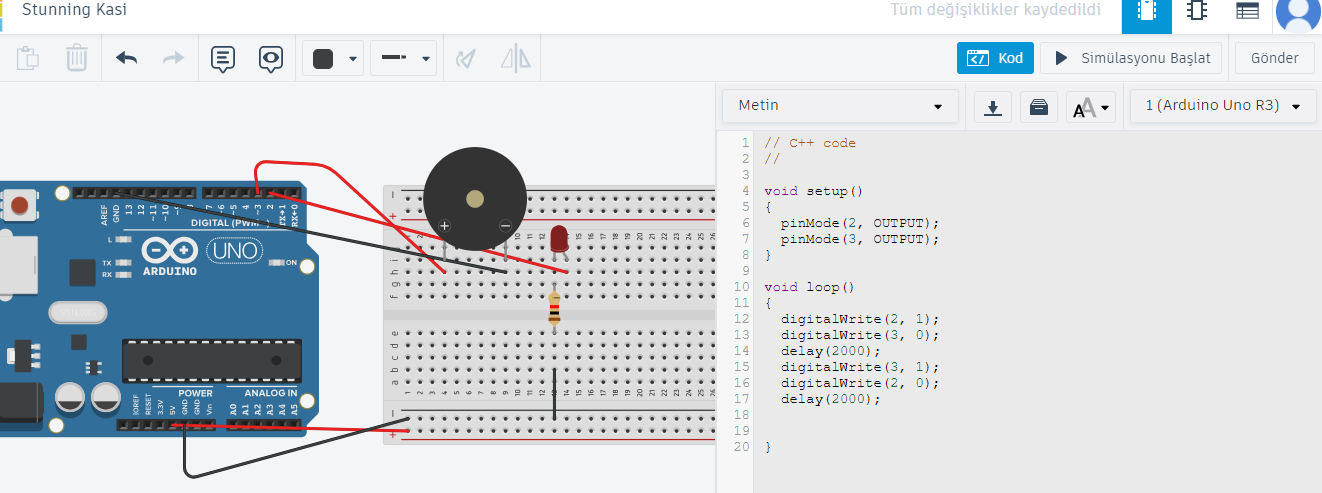 Stunning Kasi
Tüm değişiklikler kaydedildi
Kod
Simülasyonu Başlat
Gönder
Metin
AA
1 (Arduino Uno R3)
AREF
GND
13
12
~11
~10
~9
8
7
~6
~5
4
~3
2
TX→1
RX←0
DIGITAL (PWM~)
L
TX
RX
ARDUINO
UNO
ON
POWER
ANALOG IN
IOREF
RESET
3.3V
5V
GND
GND
Vin
A0
A1
A2
A3
A4
A5
1 // C++ code
2 //
3
4 void setup()
5 {
6 pinMode(2, OUTPUT);
7 pinMode(3, OUTPUT);
8 }
9
10 void loop()
11 {
12 digitalWrite(2, 1);
13 digitalWrite(3, 0);
14 delay(2000);
15 digitalWrite(3, 1);
16 digitalWrite(2, 0);
17 delay(2000);
18
19
20 }